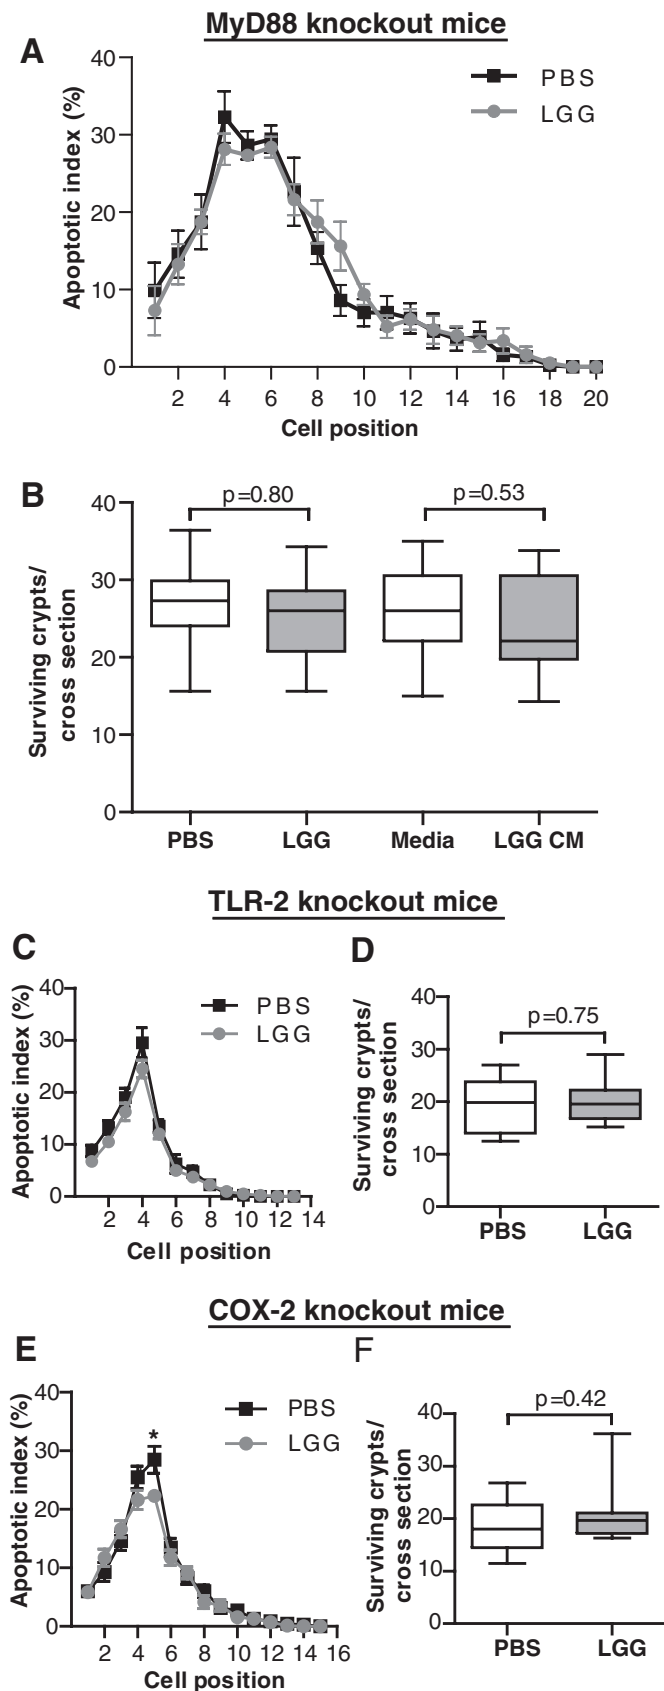 MyD88 knockout mice
A
Apoptotic index (%)
40
30
20
10
0
PBS
LGG
2 4 6 8 10 12 14 16 18 20
Cell position
B
Surviving crypts/
cross section
40
30
20
10
0
p=0.80
p=0.53
PBS LGG Media LGG CM
TLR-2 knockout mice
C
Apoptotic index (%)
40
30
20
10
0
PBS
LGG
2 4 6 8 10 12 14
Cell position
D
Surviving crypts/
cross section
40
30
20
10
0
p=0.75
PBS LGG
COX-2 knockout mice
E
Apoptotic index (%)
40
30
20
10
0
PBS
LGG
*
2 4 6 8 10 12 14 16
Cell position
F
Surviving crypts/
cross section
40
30
20
10
0
p=0.42
PBS LGG